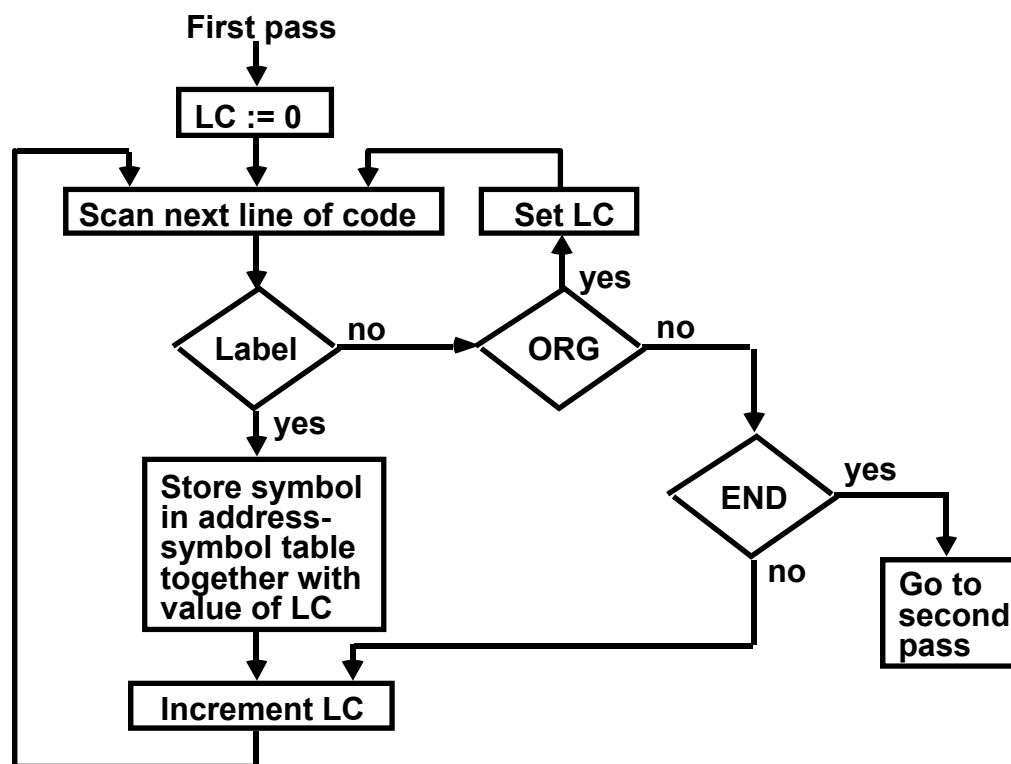 First pass
LC := 0
Scan next line of code
Set LC
yes
Label
no
ORG
no
yes
END
yes
Store symbol
in address-
symbol table
together with
value of LC
no
Go to
second
pass
Increment LC